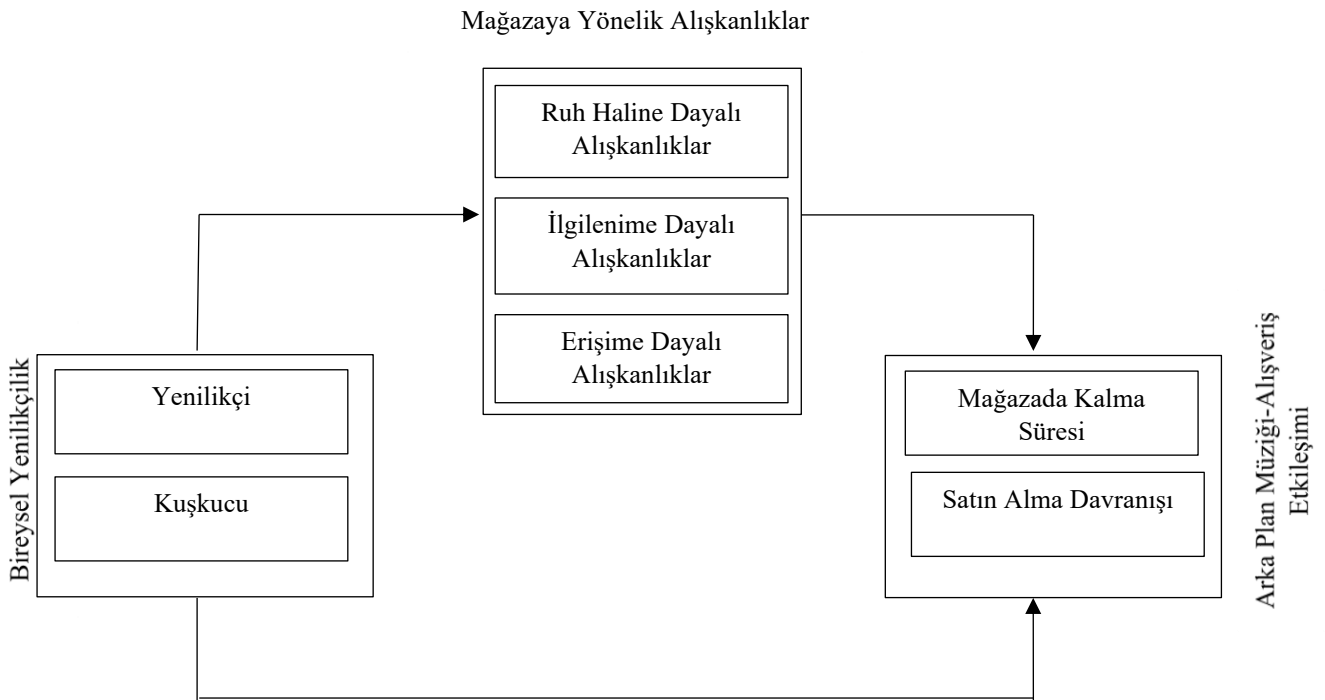 Mağazaya Yönelik Alışkanlıklar
Ruh Haline Dayalı
Alışkanlıklar
İlgilenime Dayalı
Alışkanlıklar
Erişime Dayalı
Alışkanlıklar
Bireysel Yenilikçilik
Yenilikçi
Kuşkucu
Mağazada Kalma
Süresi
Satın Alma Davranışı
Arka Plan Müziği-Alışveriş
Etkileşimi